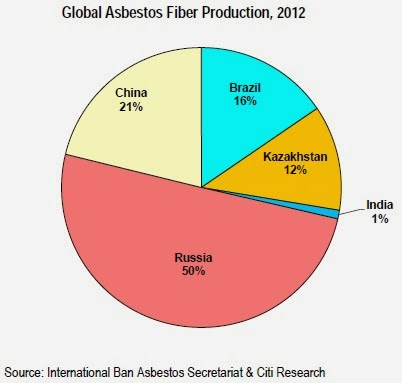 Global Asbestos Fiber Production, 2012
China
21%
Brazil
16%
Kazakhstan
12%
India
1%
Russia
50%
Source: International Ban Asbestos Secretariat & Citi Research